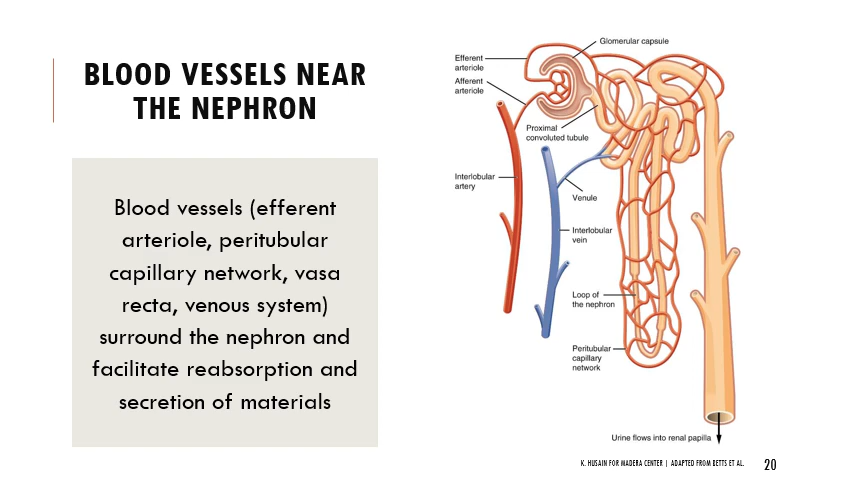 BLOOD VESSELS NEAR
THE NEPHRON
Blood vessels (efferent
arteriole, peritubular
capillary network, vasa
recta, venous system)
surround the nephron and
facilitate reabsorption and
secretion of materials
Glomerular capsule
Efferent
arteriole
Afferent
arteriole
Proximal
convoluted tubule
Interlobular
artery
Venule
Interlobular
vein
Loop of
the nephron
Peritubular
capillary
network
Urine flows into renal papilla
K. HUSAIN FOR MADERA CENTER | ADAPTED FROM BETTS ET AL.
20